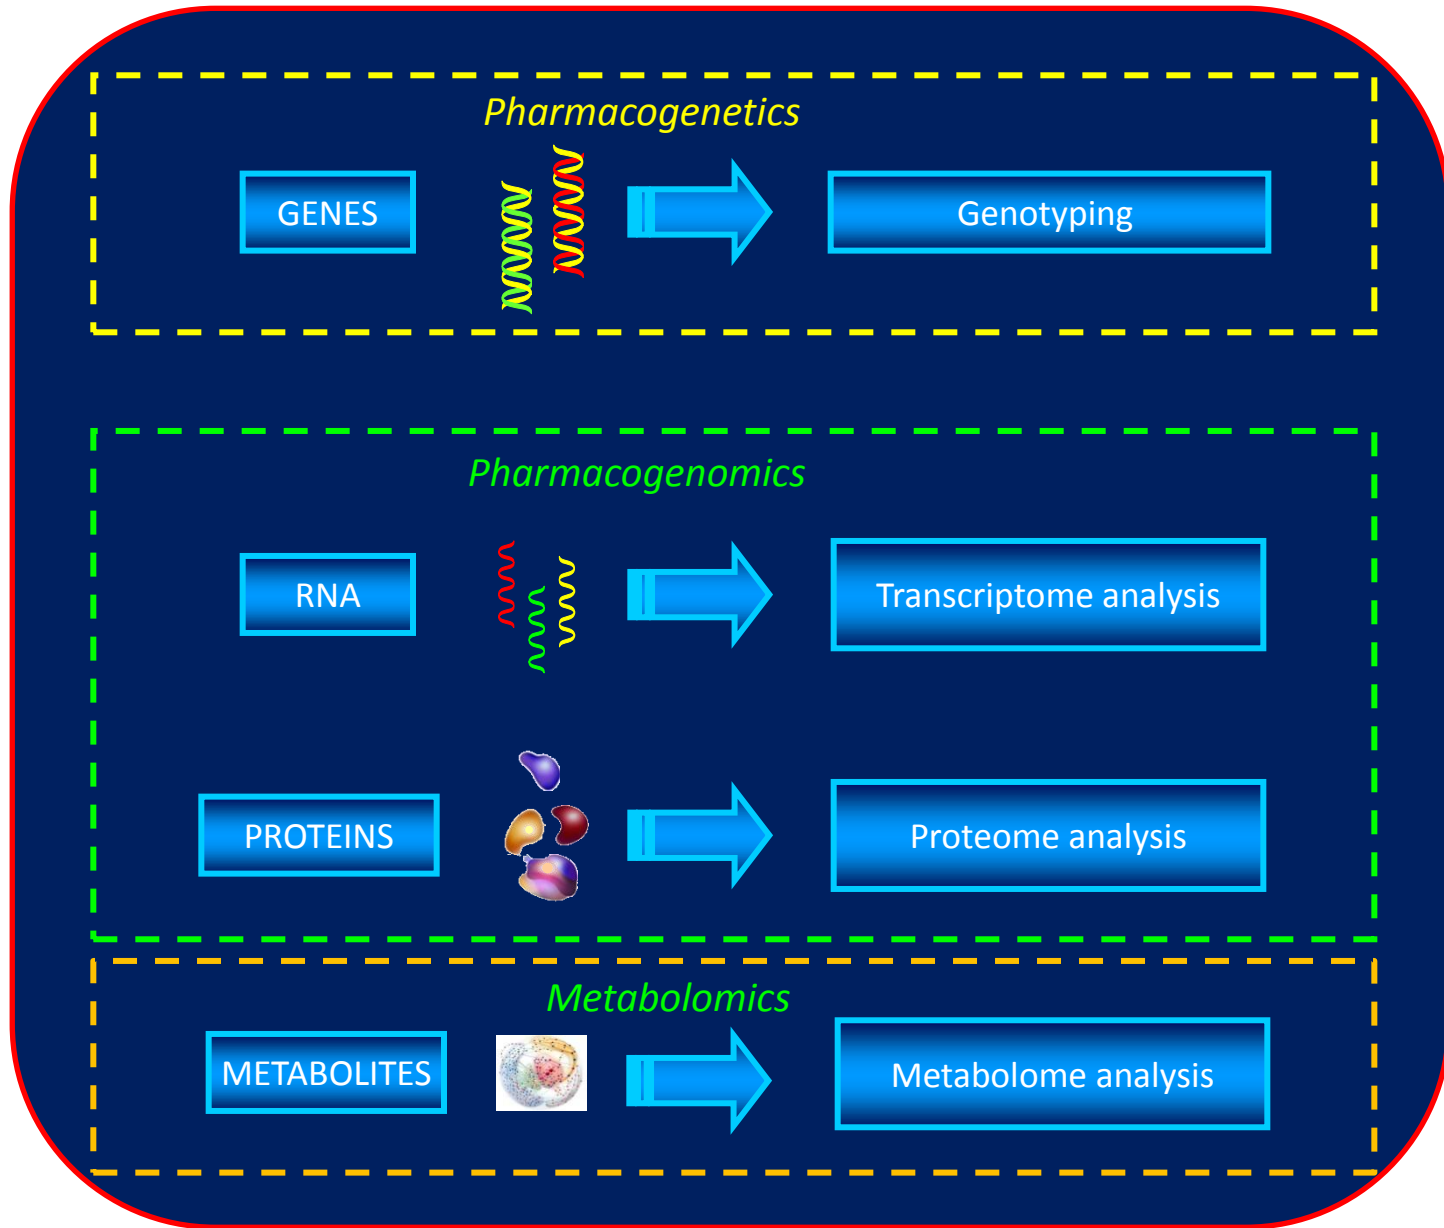 Pharmacogenetics
GENES
Genotyping
Pharmacogenomics
RNA
Transcriptome analysis
PROTEINS
Proteome analysis
Metabolomics
METABOLITES
Metabolome analysis